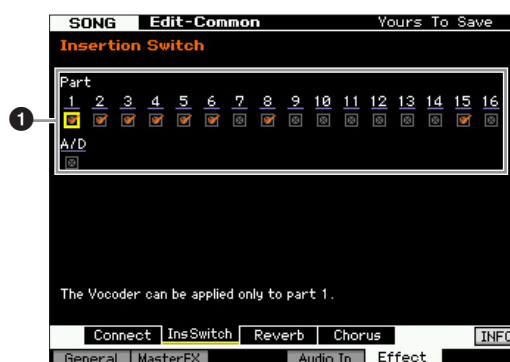 SONG Edit-Common Yours To Save
Insertion Switch
Part
1 2 3 4 5 6 7 8 9 10 11 12 13 14 15 16
1
A/D
The Vocoder can be applied only to part 1.
Connect InsSwitch Reverb Chorus INFO
General MasterFX Audio In Effect